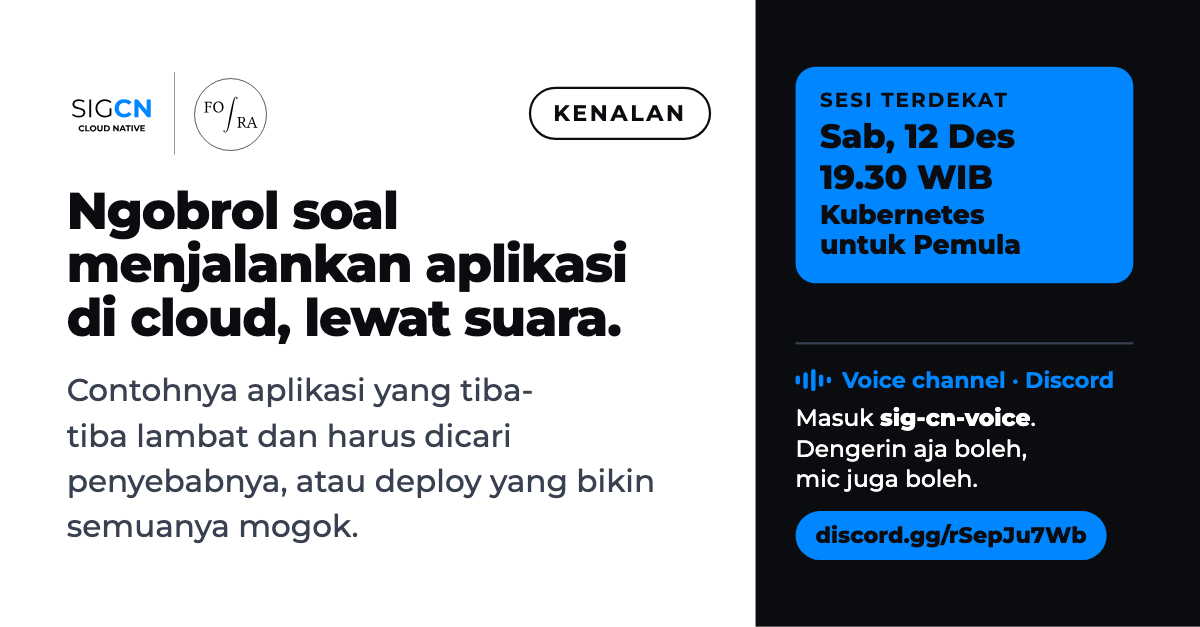 SIGCN
CLOUD NATIVE
FO
RA
KENALAN
Ngobrol soal
menjalankan aplikasi
di cloud, lewat suara.
Contohnya aplikasi yang tiba-
tiba lambat dan harus dicari
penyebabnya, atau deploy yang bikin
semuanya mogok.
SESI TERDEKAT
Sab, 12 Des
19.30 WIB
Kubernetes
untuk Pemula
Voice channel · Discord
Masuk sig-cn-voice.
Dengerin aja boleh,
mic juga boleh.
discord.gg/rSepJu7Wb